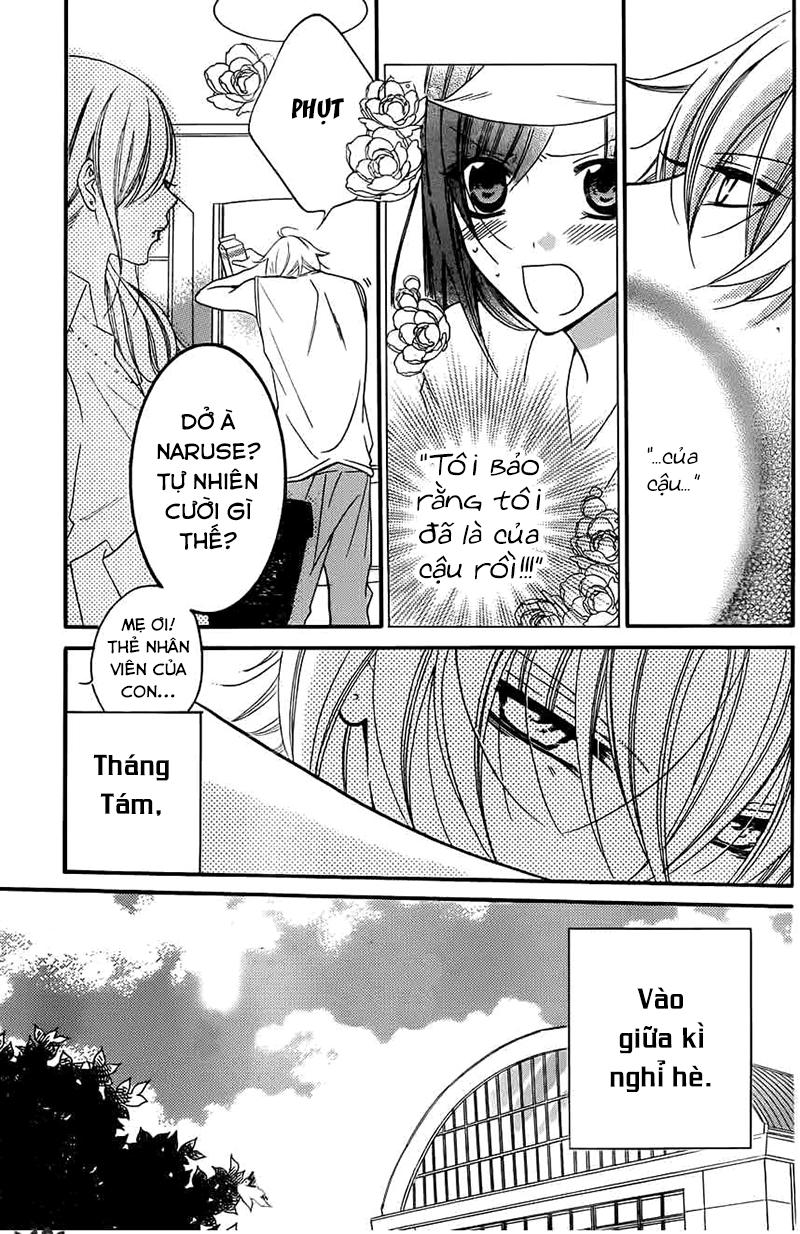 "...của
cậu..."
"Tôi bảo
rằng tôi
đã là của
cậu rồi!!!"
PHỤT
DỞ À
NARUSE?
TỰ NHIÊN
CƯỜI GÌ
THẾ?
MẸ ƠI!
THẺ NHÂN
VIÊN CỦA
CON...
Tháng
Tám,
Vào
giữa kì
nghỉ hè.